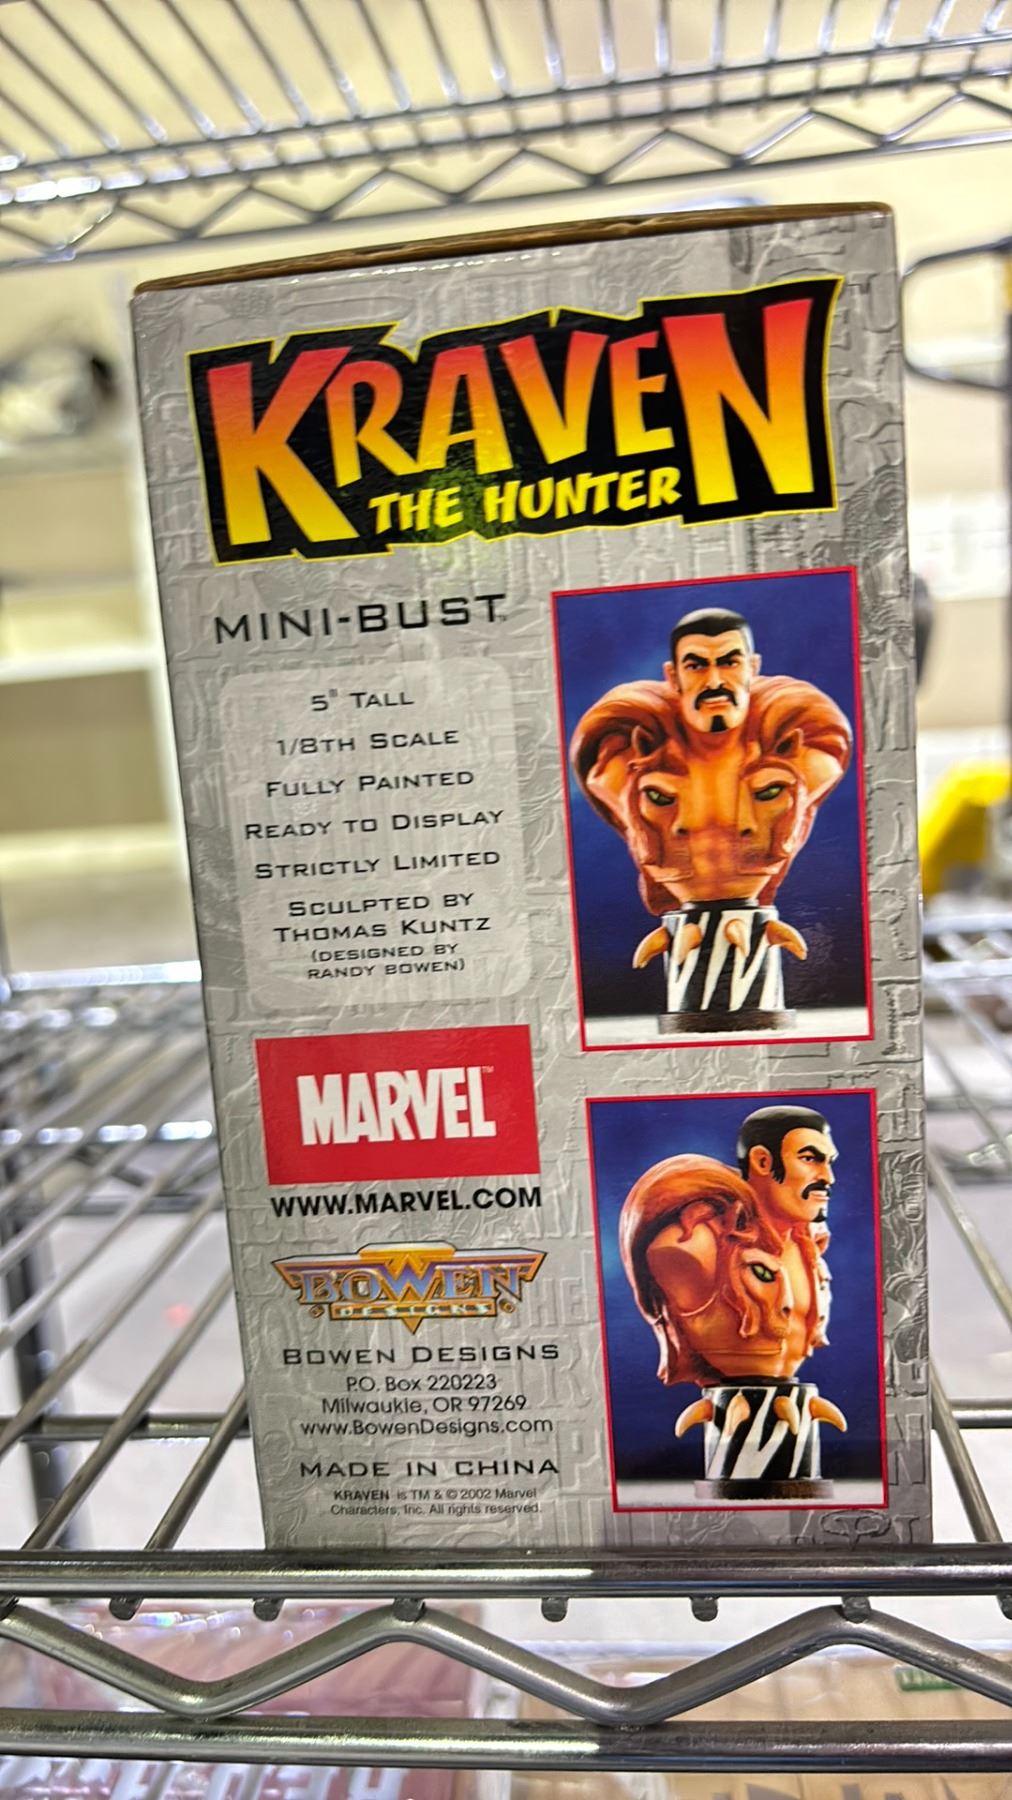 KRAVEN
THE HUNTER
MINI-BUST
5" TALL
1/8TH SCALE
FULLY PAINTED
READY TO DISPLAY
STRICTLY LIMITED
SCULPTED BY
THOMAS KUNTZ
(DESIGNED BY
RANDY BOWEN)
MARVEL™
WWW.MARVEL.COM
BOWEN
DESIGNS
BOWEN DESIGNS
P.O. Box 220223
Milwaukie, OR 97269
www.BowenDesigns.com
MADE IN CHINA
KRAVEN is TM & © 2002 Marvel
Characters, Inc. All rights reserved.